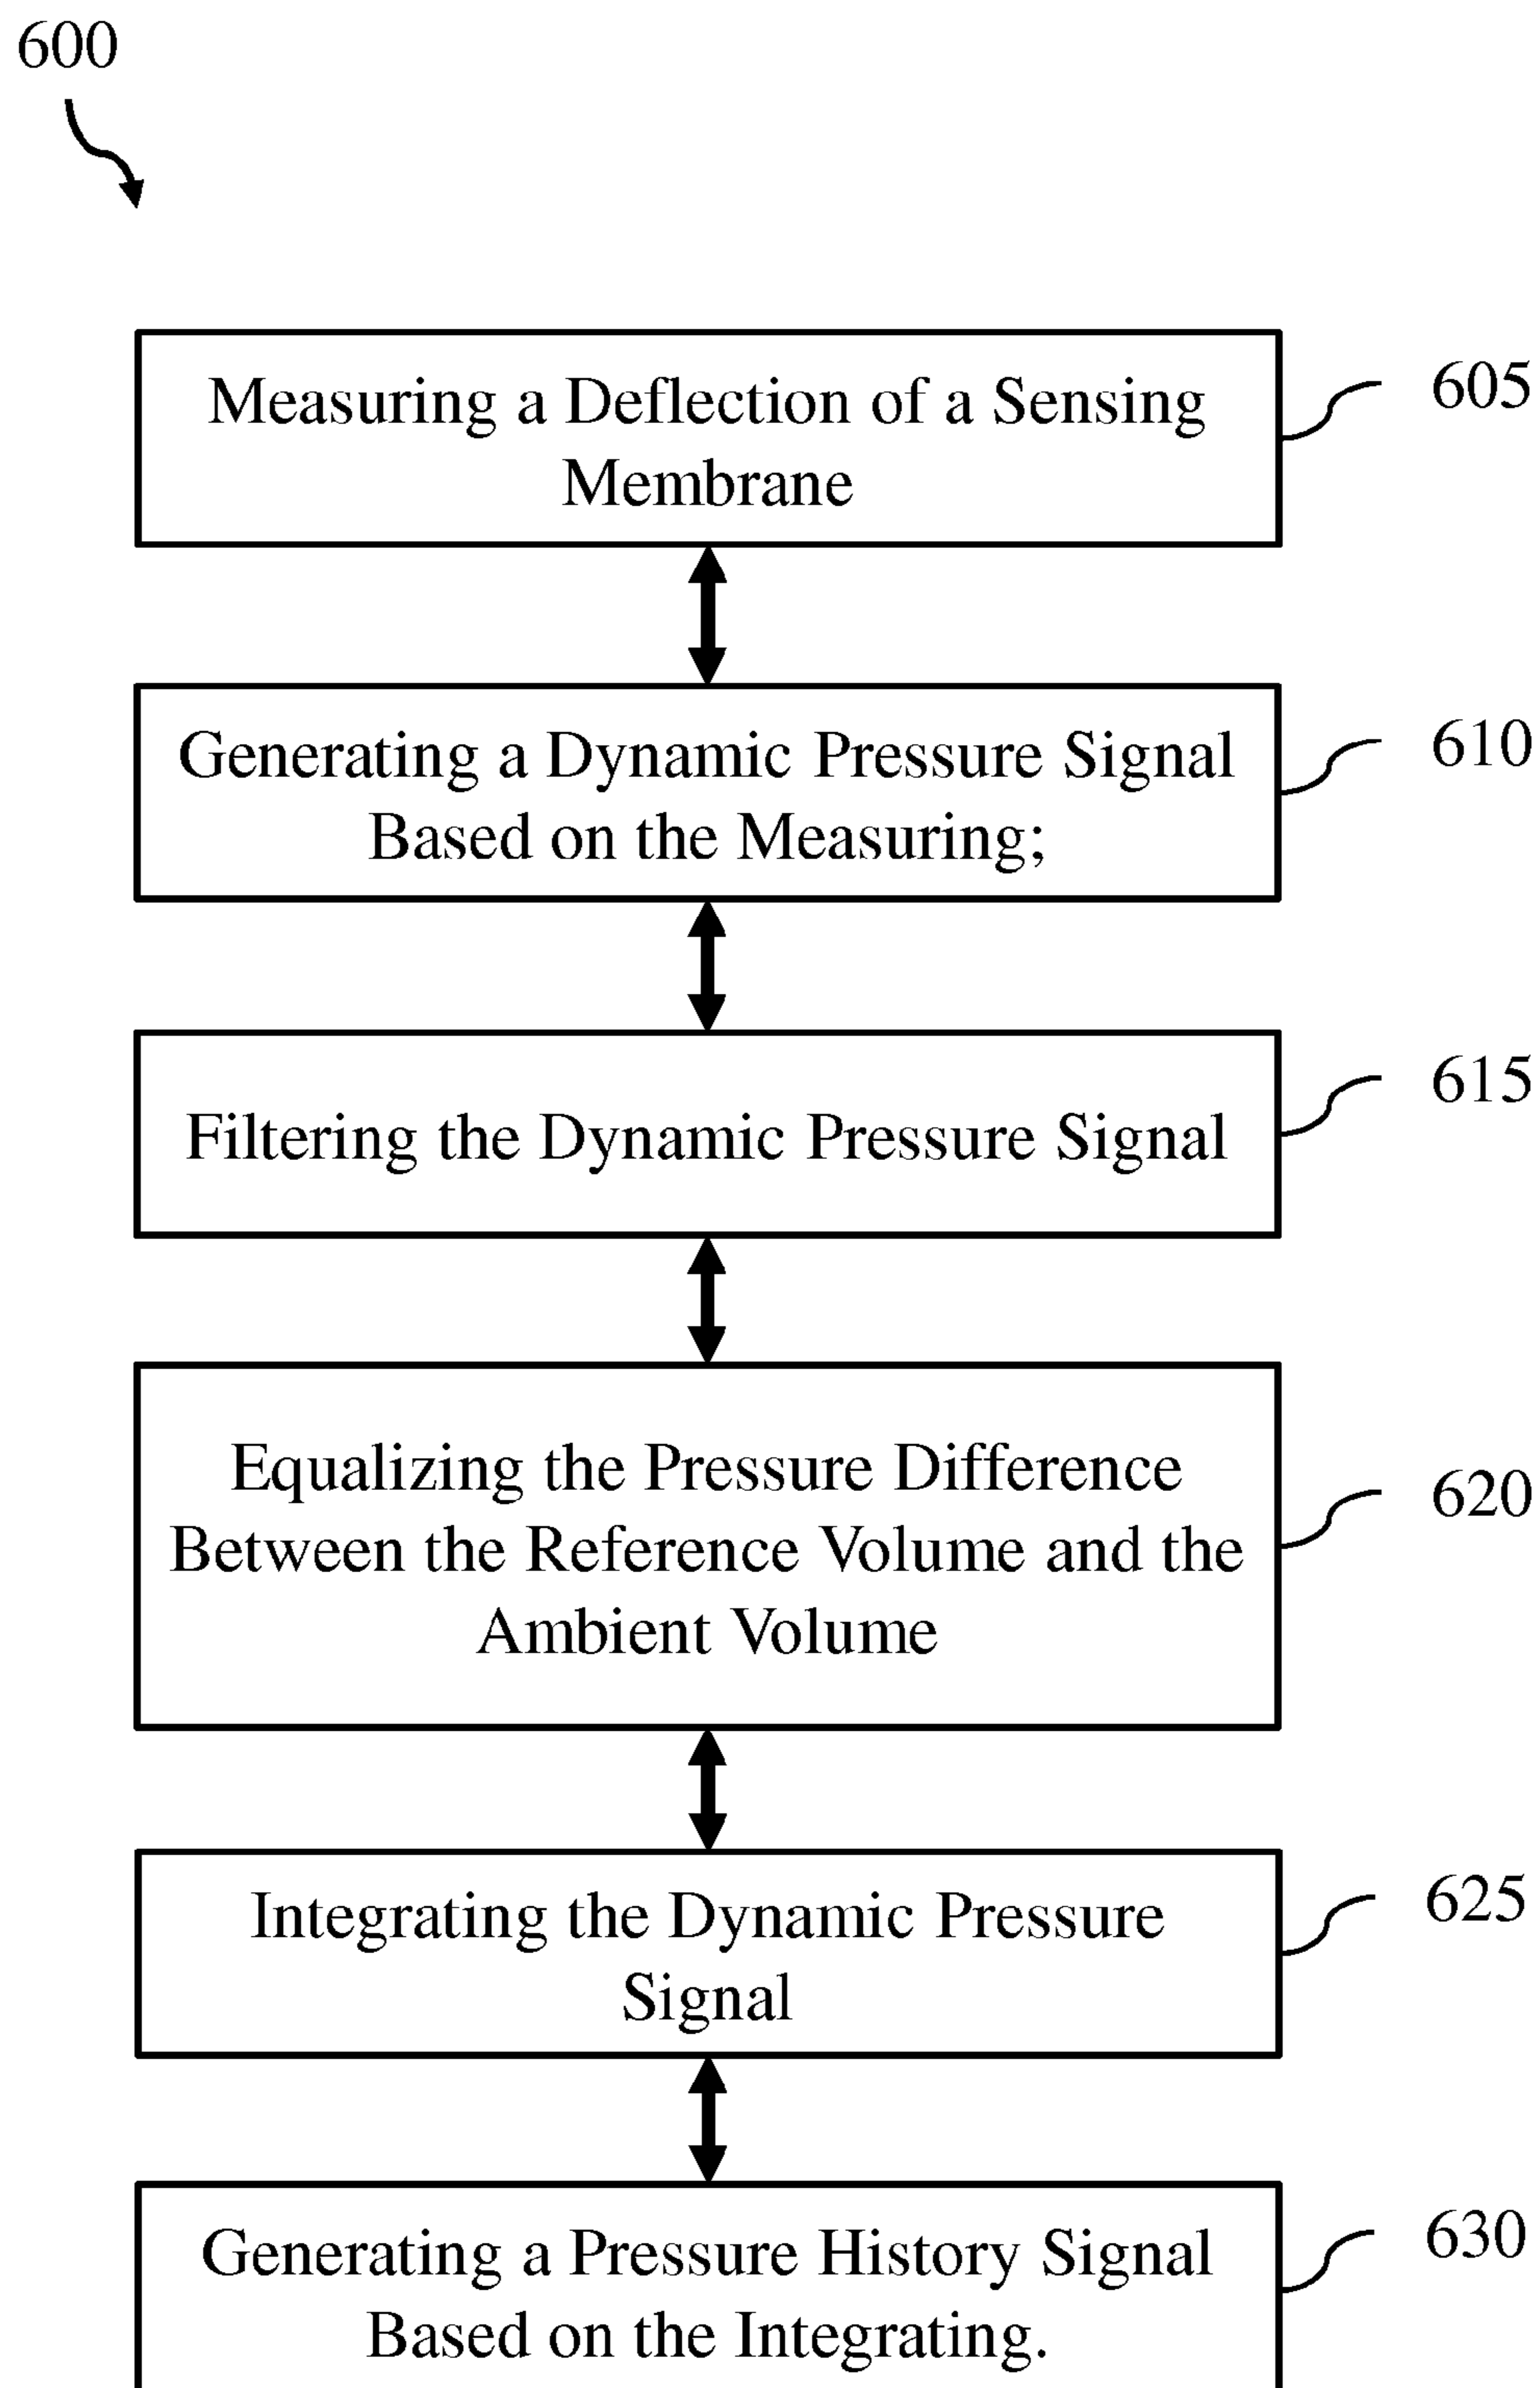 600
Measuring a Deflection of a Sensing
Membrane
605
Generating a Dynamic Pressure Signal
Based on the Measuring;
610
Filtering the Dynamic Pressure Signal
615
Equalizing the Pressure Difference
Between the Reference Volume and the
Ambient Volume
620
Integrating the Dynamic Pressure
Signal
625
Generating a Pressure History Signal
Based on the Integrating.
630